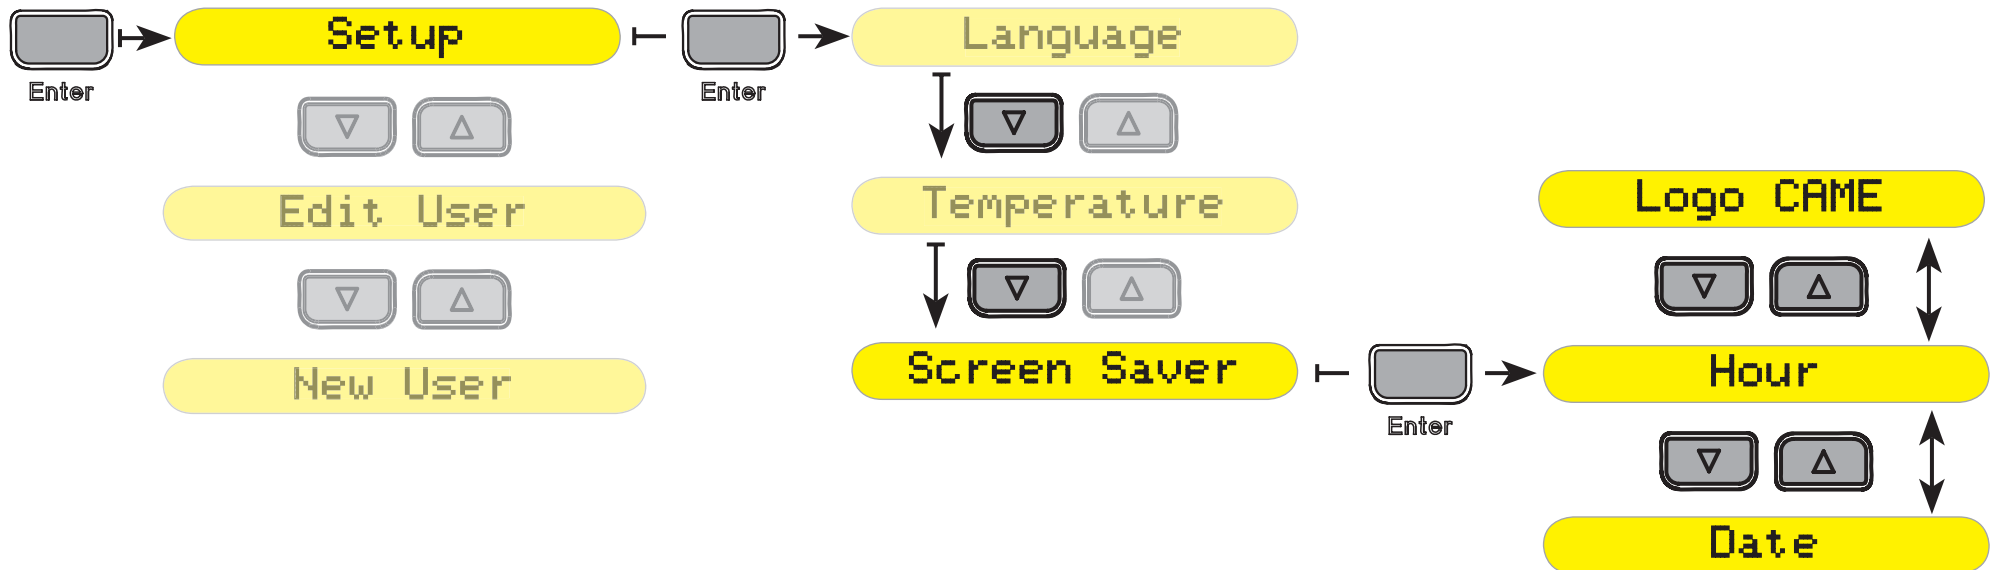 Setup
Enter
Edit User
New User
Enter
Language
Temperature
Screen Saver
Enter
Logo CAME
Hour
Date